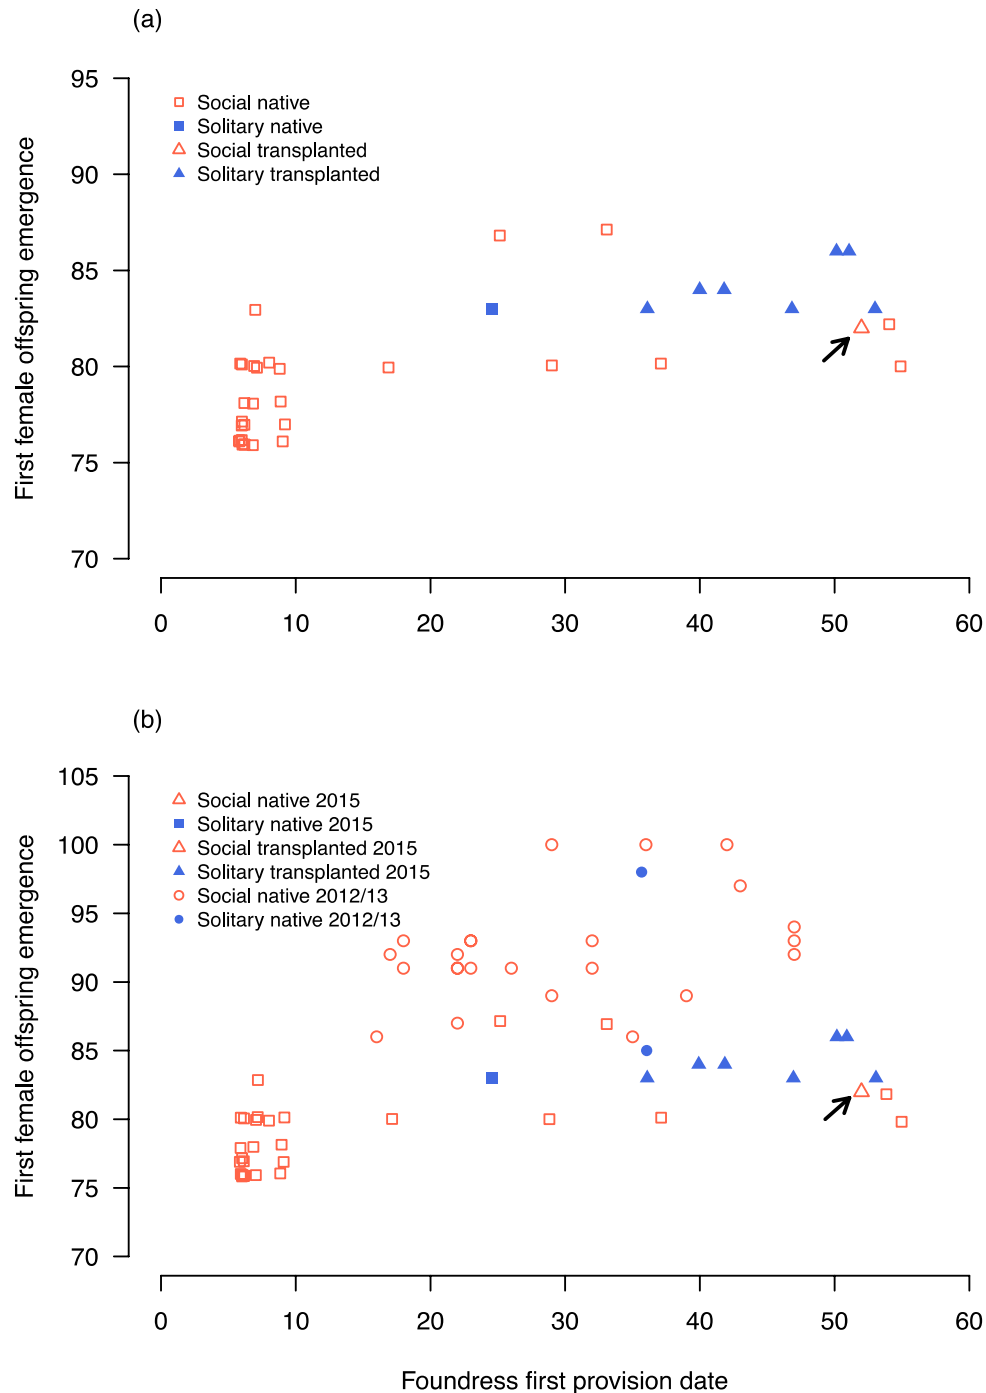 (a)
95
90
85
80
75
70
First female offspring emergence
Social native
Solitary native
Social transplanted
Solitary transplanted
0 10 20 30 40 50 60
(b)
105
100
95
90
85
80
75
70
First female offspring emergence
Social native 2015
Solitary native 2015
Social transplanted 2015
Solitary transplanted 2015
Social native 2012/13
Solitary native 2012/13
0 10 20 30 40 50 60
Foundress first provision date